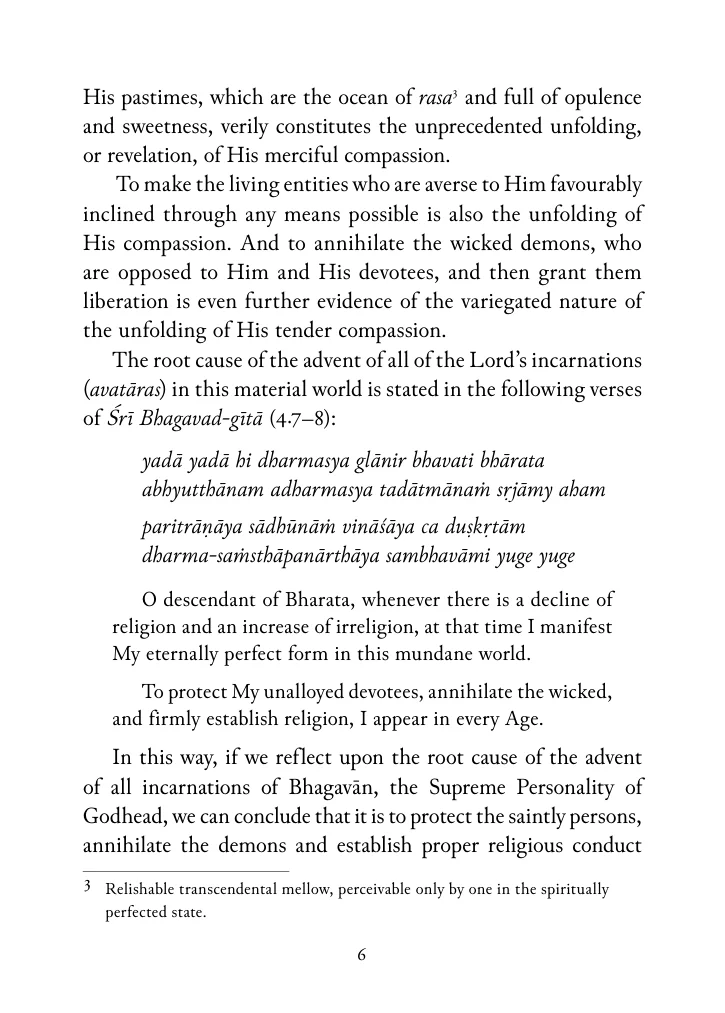 His pastimes, which are the ocean of rasa³ and full of opulence
and sweetness, verily constitutes the unprecedented unfolding,
or revelation, of His merciful compassion.
To make the living entities who are averse to Him favourably
inclined through any means possible is also the unfolding of
His compassion. And to annihilate the wicked demons, who
are opposed to Him and His devotees, and then grant them
liberation is even further evidence of the variegated nature of
the unfolding of His tender compassion.
The root cause of the advent of all of the Lord’s incarnations
(avatāras) in this material world is stated in the following verses
of Śrī Bhagavad-gītā (4.7–8):
yadā yadā hi dharmasya glānir bhavati bhārata
abhyutthānam adharmasya tadātmānaṁ sṛjāmy aham
paritrāṇāya sādhūnāṁ vināśāya ca duṣkṛtām
dharma-saṁsthāpanārthāya sambhavāmi yuge yuge
O descendant of Bharata, whenever there is a decline of
religion and an increase of irreligion, at that time I manifest
My eternally perfect form in this mundane world.
To protect My unalloyed devotees, annihilate the wicked,
and firmly establish religion, I appear in every Age.
In this way, if we reflect upon the root cause of the advent
of all incarnations of Bhagavān, the Supreme Personality of
Godhead, we can conclude that it is to protect the saintly persons,
annihilate the demons and establish proper religious conduct
3 Relishable transcendental mellow, perceivable only by one in the spiritually
perfected state.
6